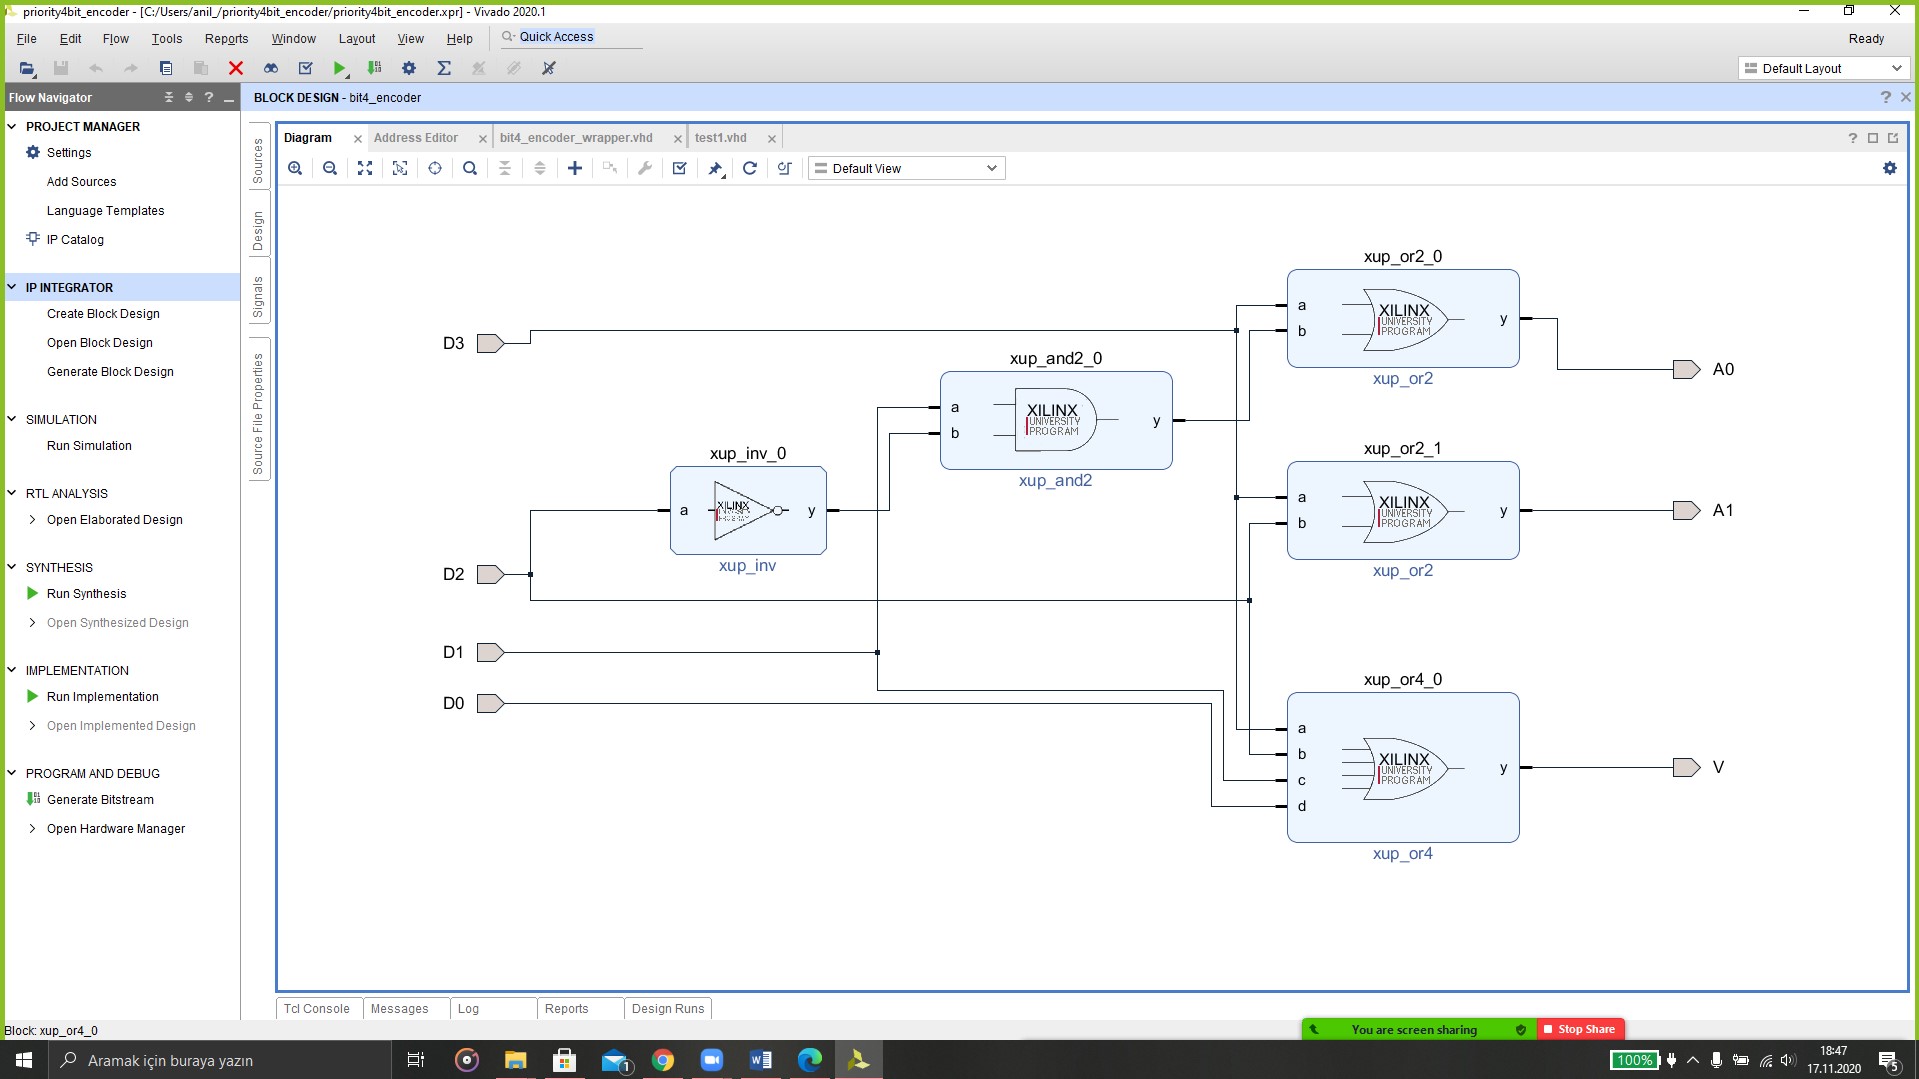 priority4bit_encoder - [C:/Users/anil_/priority4bit_encoder/priority4bit_encoder.xpr] - Vivado 2020.1
File Edit Flow Tools Reports Window Layout View Help Quick Access
Ready
Default Layout
Flow Navigator
PROJECT MANAGER
Settings
Add Sources
Language Templates
IP Catalog
IP INTEGRATOR
Create Block Design
Open Block Design
Generate Block Design
SIMULATION
Run Simulation
RTL ANALYSIS
Open Elaborated Design
SYNTHESIS
Run Synthesis
Open Synthesized Design
IMPLEMENTATION
Run Implementation
Open Implemented Design
PROGRAM AND DEBUG
Generate Bitstream
Open Hardware Manager
BLOCK DESIGN - bit4_encoder
Sources
Design
Signals
Source File Properties
Diagram Address Editor bit4_encoder_wrapper.vhd test1.vhd
Default View
D3
D2
D1
D0
xup_inv_0
a y
XILINX
xup_inv
xup_and2_0
a
b
y
XILINX
UNIVERSITY
PROGRAM
xup_and2
xup_or2_0
a
b
y
XILINX
UNIVERSITY
PROGRAM
xup_or2
A0
xup_or2_1
a
b
y
XILINX
UNIVERSITY
PROGRAM
xup_or2
A1
xup_or4_0
a
b
c
d
y
XILINX
UNIVERSITY
PROGRAM
xup_or4
V
Tcl Console Messages Log Reports Design Runs
Block: xup_or4_0
You are screen sharing Stop Share
Aramak için buraya yazın
1
100%
18:47
17.11.2020
5